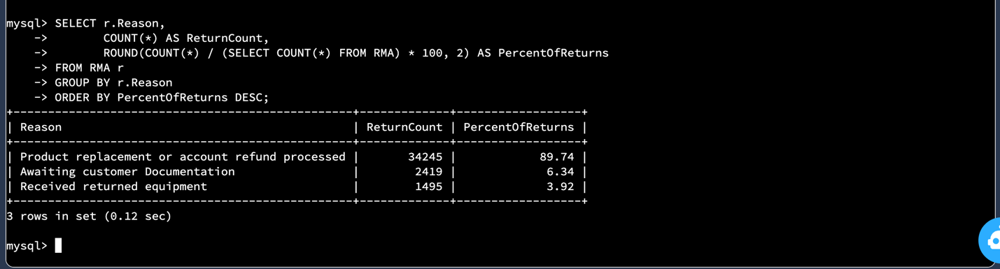 mysql> SELECT r.Reason,
    ->        COUNT(*) AS ReturnCount,
    ->        ROUND(COUNT(*) / (SELECT COUNT(*) FROM RMA) * 100, 2) AS PercentOfReturns
    -> FROM RMA r
    -> GROUP BY r.Reason
    -> ORDER BY PercentOfReturns DESC;
+-------------------------------------------------+-------------+------------------+
| Reason                                          | ReturnCount | PercentOfReturns |
+-------------------------------------------------+-------------+------------------+
| Product replacement or account refund processed |       34245 |            89.74 |
| Awaiting customer Documentation                 |        2419 |             6.34 |
| Received returned equipment                     |        1495 |             3.92 |
+-------------------------------------------------+-------------+------------------+
3 rows in set (0.12 sec)
mysql>